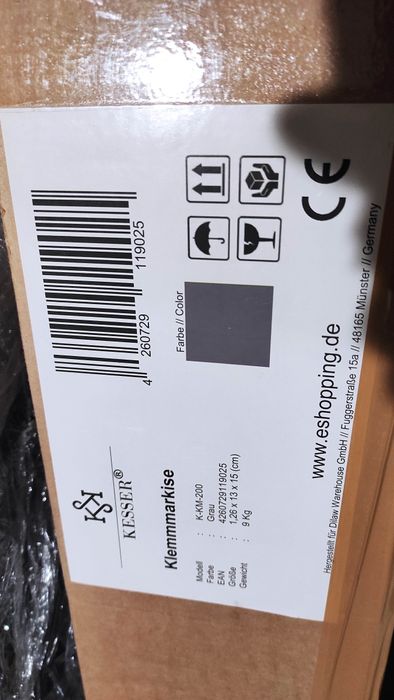 KESSER®
Klemmmarkise
Modell : K-KM-200
Farbe : Grau
EAN : 4260729119025
Größe : 1,26 x 13 x 15 (cm)
Gewicht : 9 Kg
4 260729 119025
Farbe // Color
CE
www.eshopping.de
Hergestellt für Dilaw Warehouse GmbH // Fuggerstraße 15a // 48165 Münster // Germany